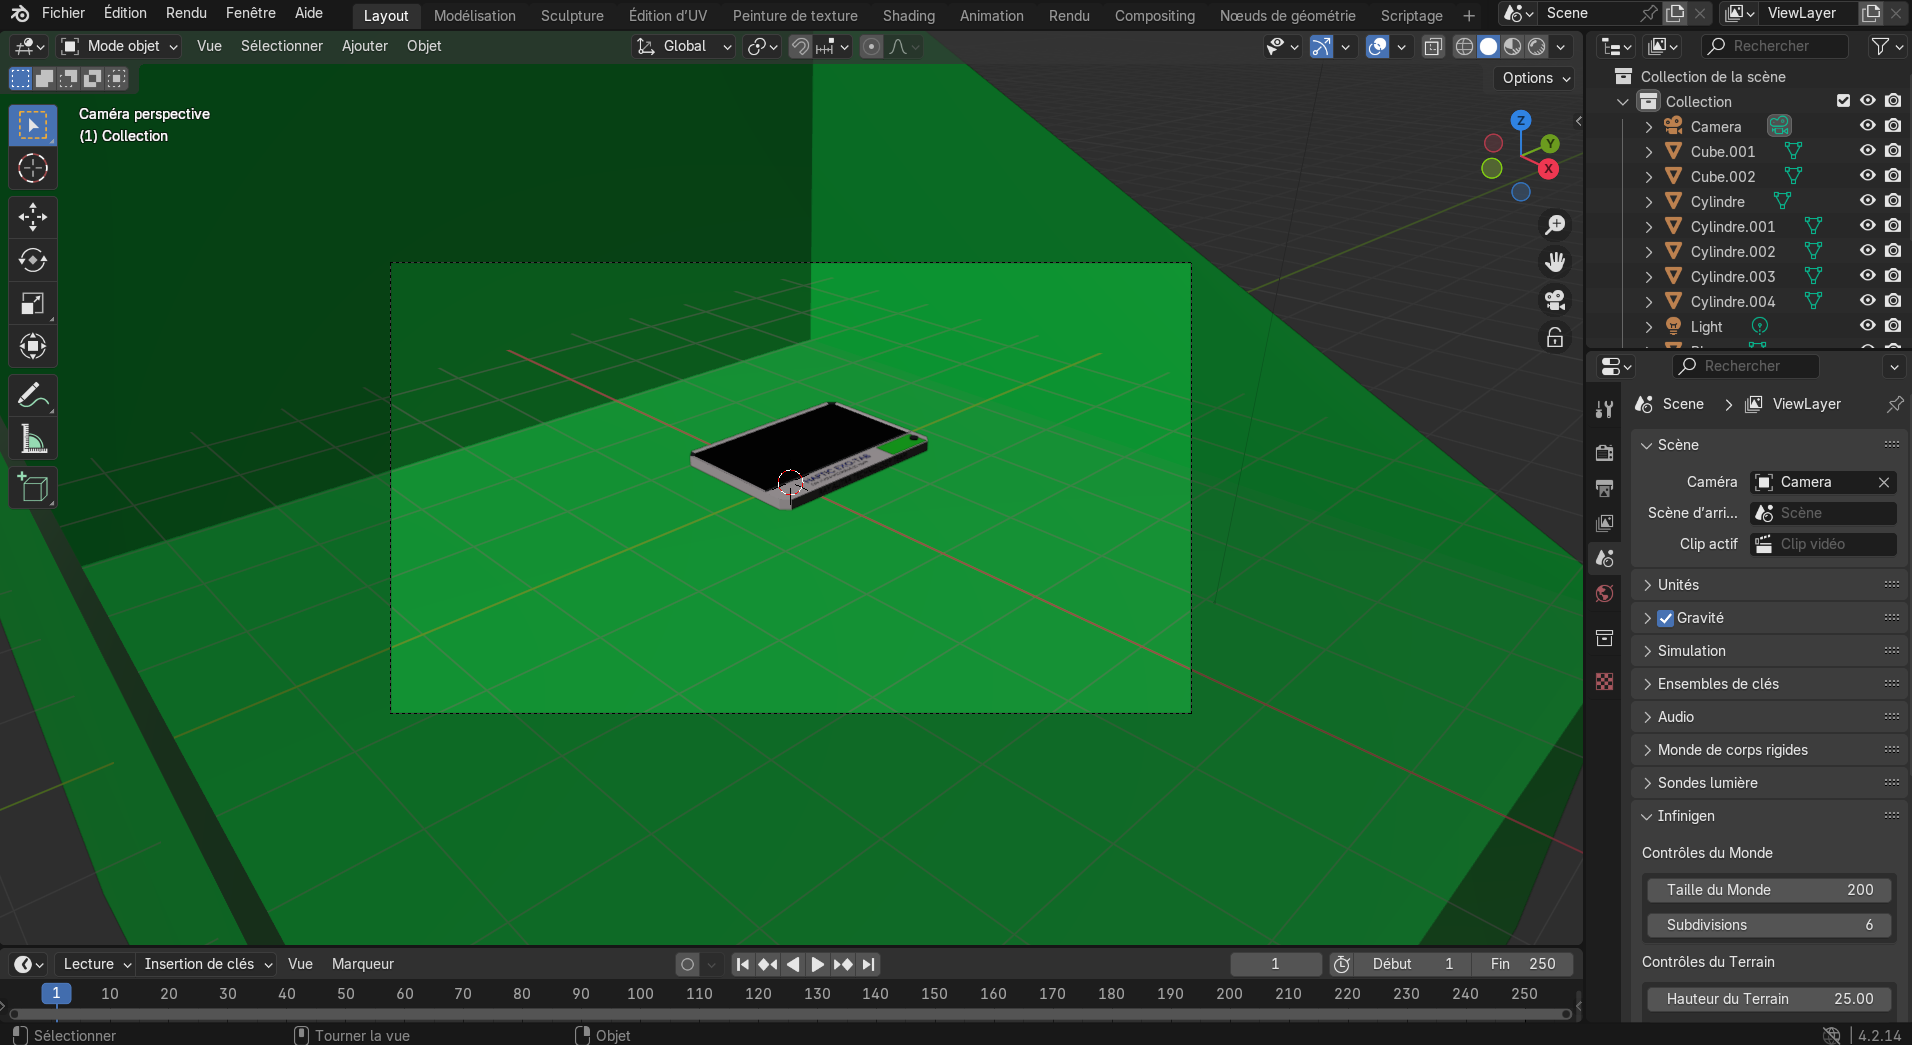 Fichier Édition Rendu Fenêtre Aide Layout Modélisation Sculpture Édition d'UV Peinture de texture Shading Animation Rendu Compositing Nœuds de géométrie Scriptage + Scene ViewLayer
Mode objet Vue Sélectionner Ajouter Objet Global Rechercher
Options
Caméra perspective
(1) Collection
Z
Y
X
Collection de la scène
Collection
Camera
Cube.001
Cube.002
Cylindre
Cylindre.001
Cylindre.002
Cylindre.003
Cylindre.004
Light
Rechercher
Scene > ViewLayer
Scène
Caméra Camera
Scène d'arri... Scène
Clip actif Clip vidéo
Unités
Gravité
Simulation
Ensembles de clés
Audio
Monde de corps rigides
Sondes lumière
Infinigen
Contrôles du Monde
Taille du Monde 200
Subdivisions 6
Contrôles du Terrain
Hauteur du Terrain 25.00
Lecture Insertion de clés Vue Marqueur 1 Début 1 Fin 250
1 10 20 30 40 50 60 70 80 90 100 110 120 130 140 150 160 170 180 190 200 210 220 230 240 250
Sélectionner Tourner la vue Objet 4.2.14